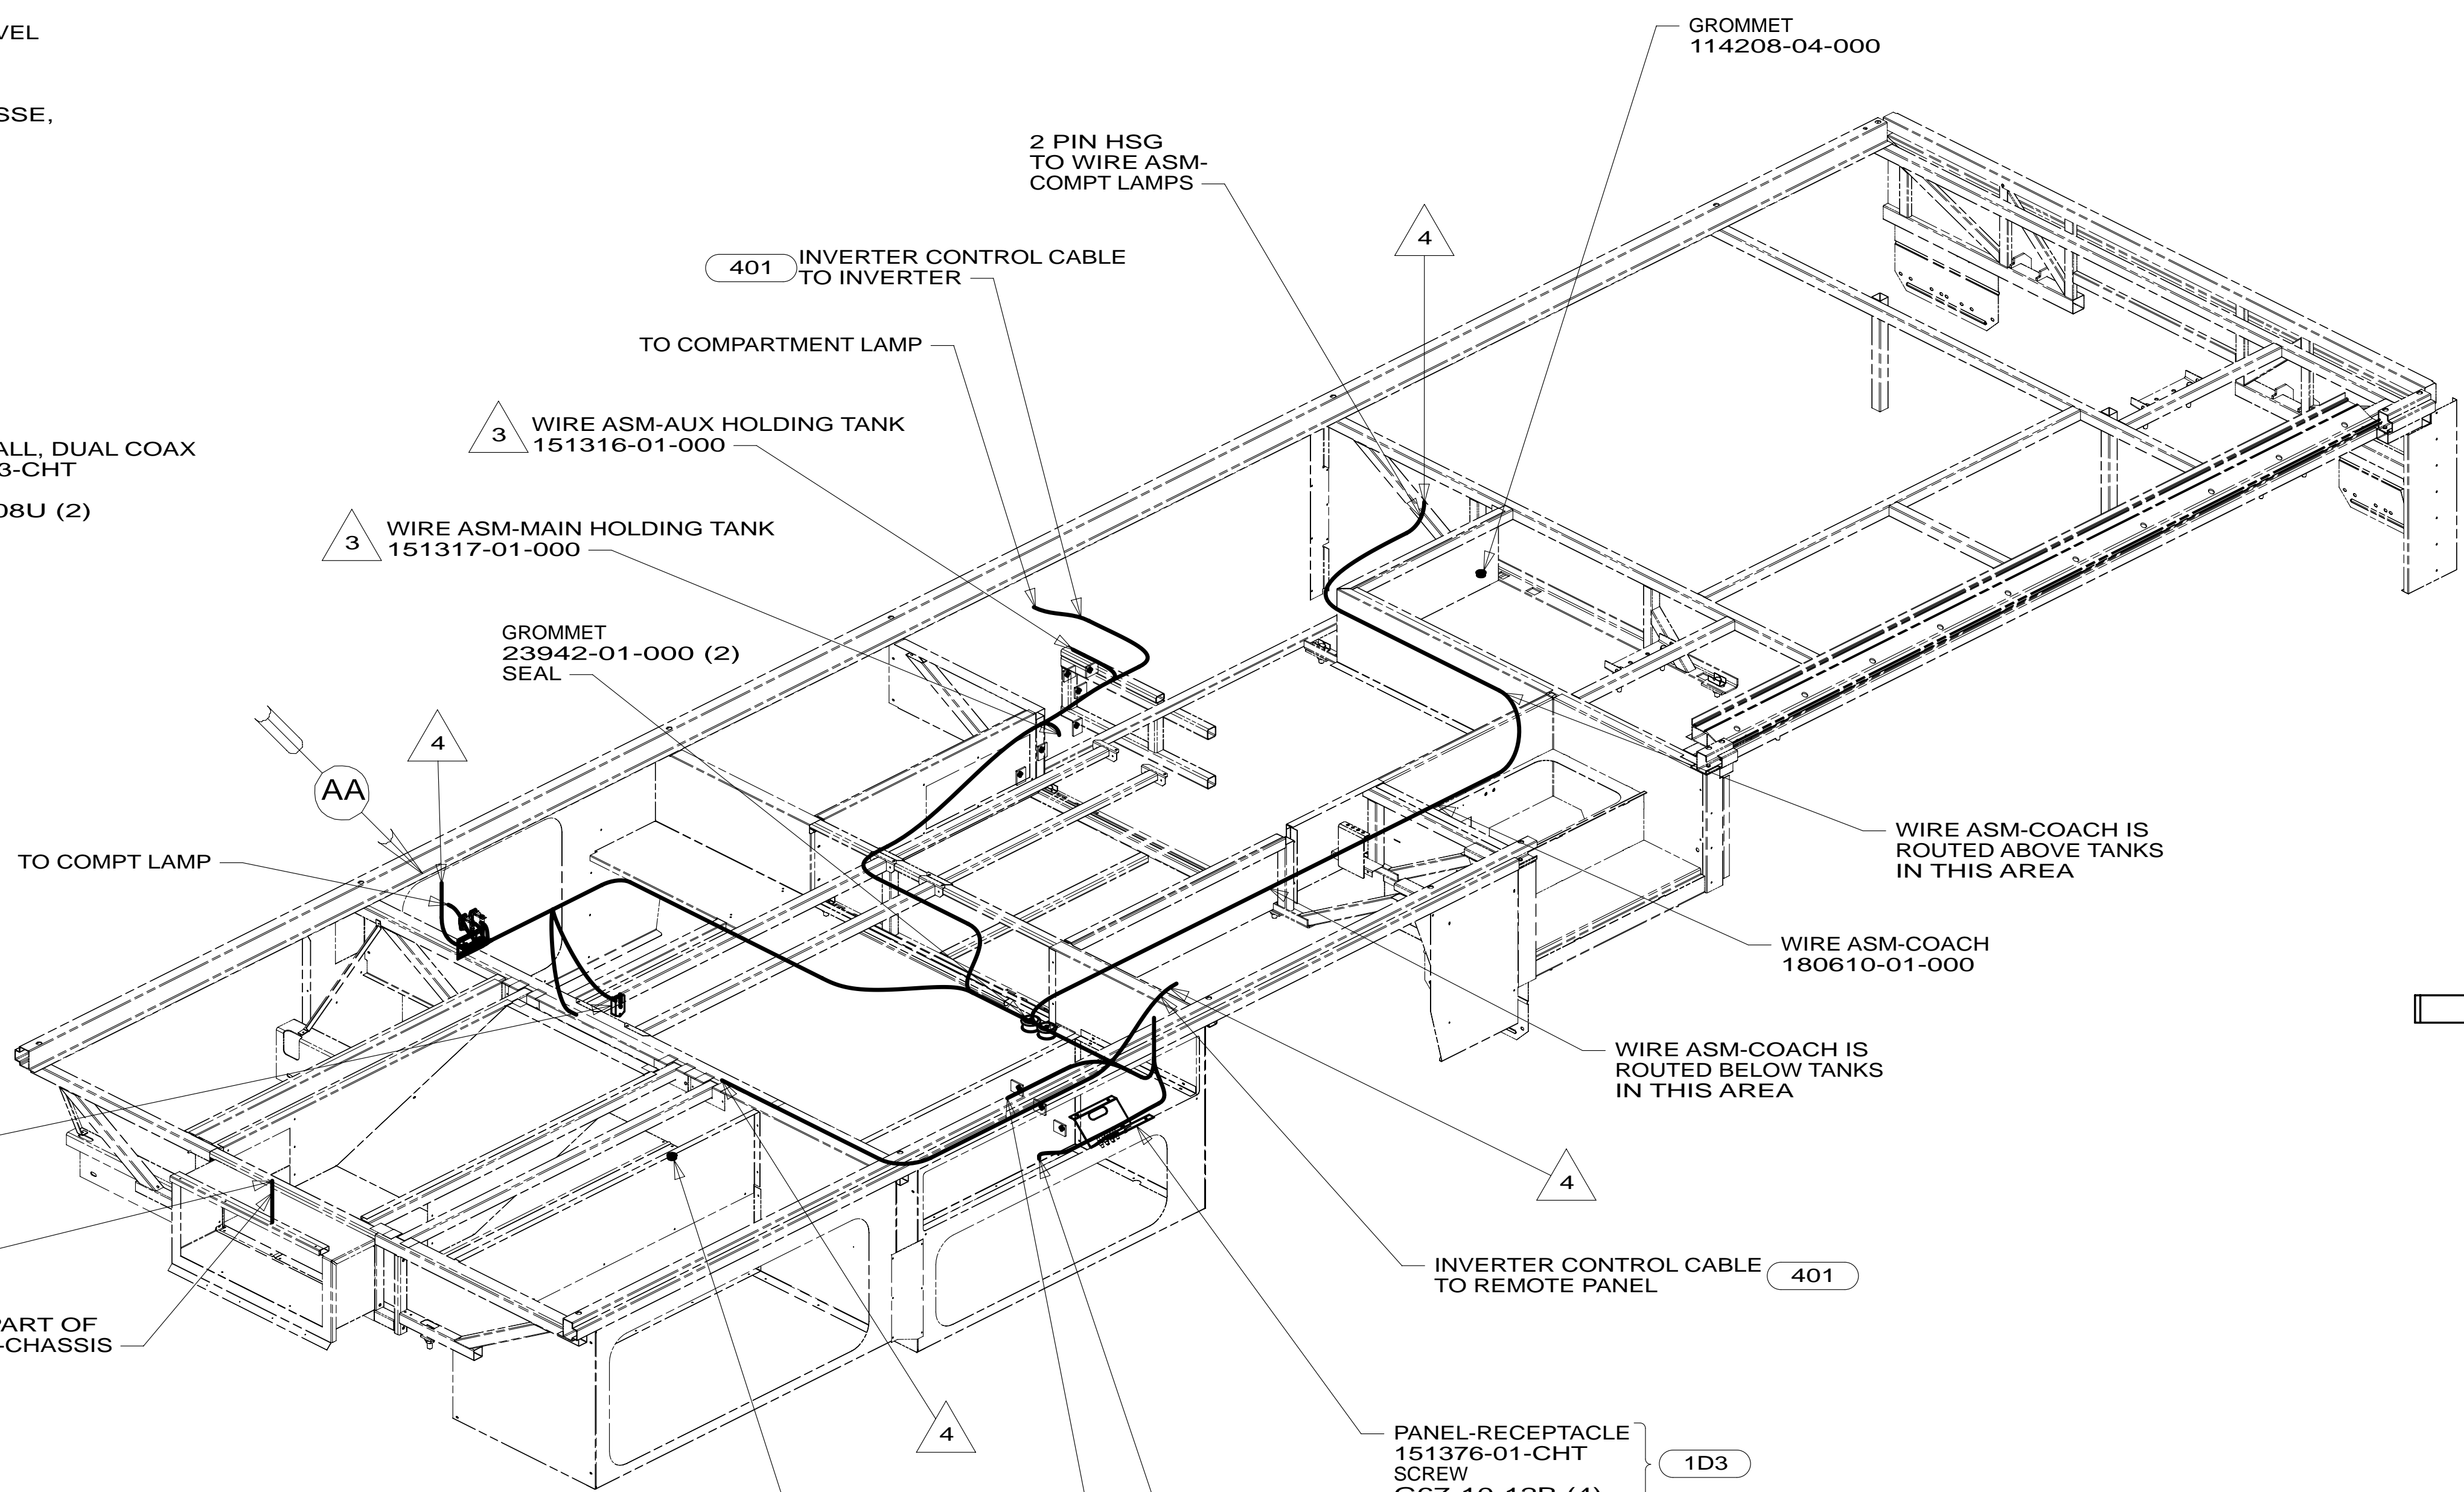 GROMMET
114208-04-000
2 PIN HSG
TO WIRE ASM-
COMPT LAMPS
4
401
INVERTER CONTROL CABLE
TO INVERTER
TO COMPARTMENT LAMP
3
WIRE ASM-AUX HOLDING TANK
151316-01-000
ALL, DUAL COAX
3-CHT
08U (2)
3
WIRE ASM-MAIN HOLDING TANK
151317-01-000
GROMMET
23942-01-000 (2)
SEAL
4
AA
TO COMPT LAMP
WIRE ASM-COACH IS
ROUTED ABOVE TANKS
IN THIS AREA
WIRE ASM-COACH
180610-01-000
WIRE ASM-COACH IS
ROUTED BELOW TANKS
IN THIS AREA
4
INVERTER CONTROL CABLE
TO REMOTE PANEL
401
PART OF
-CHASSIS
4
PANEL-RECEPTACLE
151376-01-CHT
SCREW
1D3